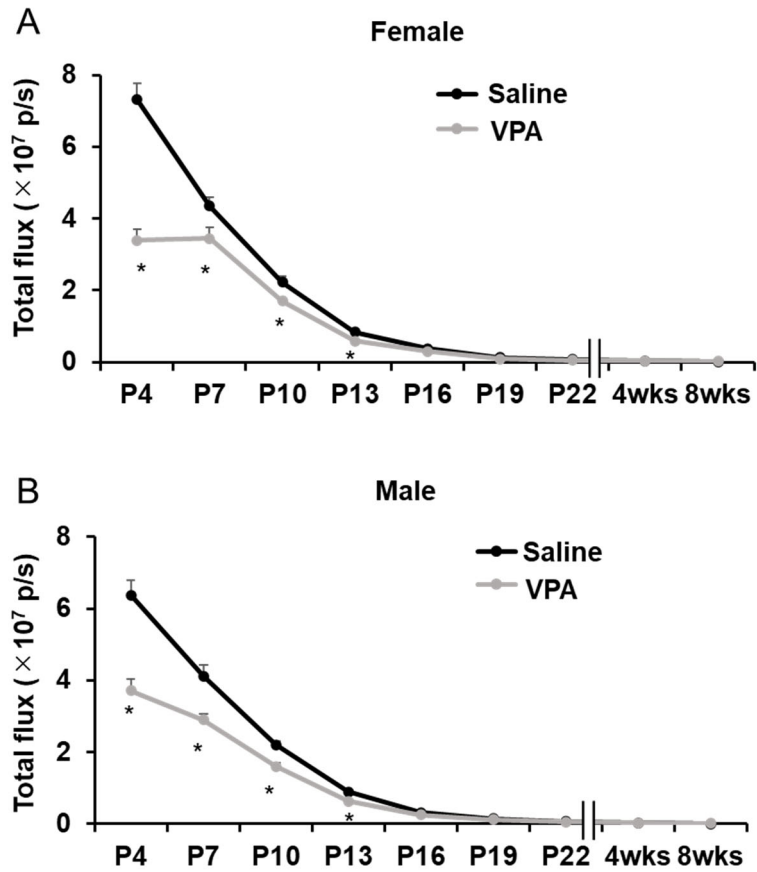 A
Female
Total flux (×10⁷ p/s)
8
6
4
2
0
Saline
VPA
*
*
*
*
P4 P7 P10 P13 P16 P19 P22 4wks 8wks
B
Male
Total flux (×10⁷ p/s)
8
6
4
2
0
Saline
VPA
*
*
*
*
P4 P7 P10 P13 P16 P19 P22 4wks 8wks